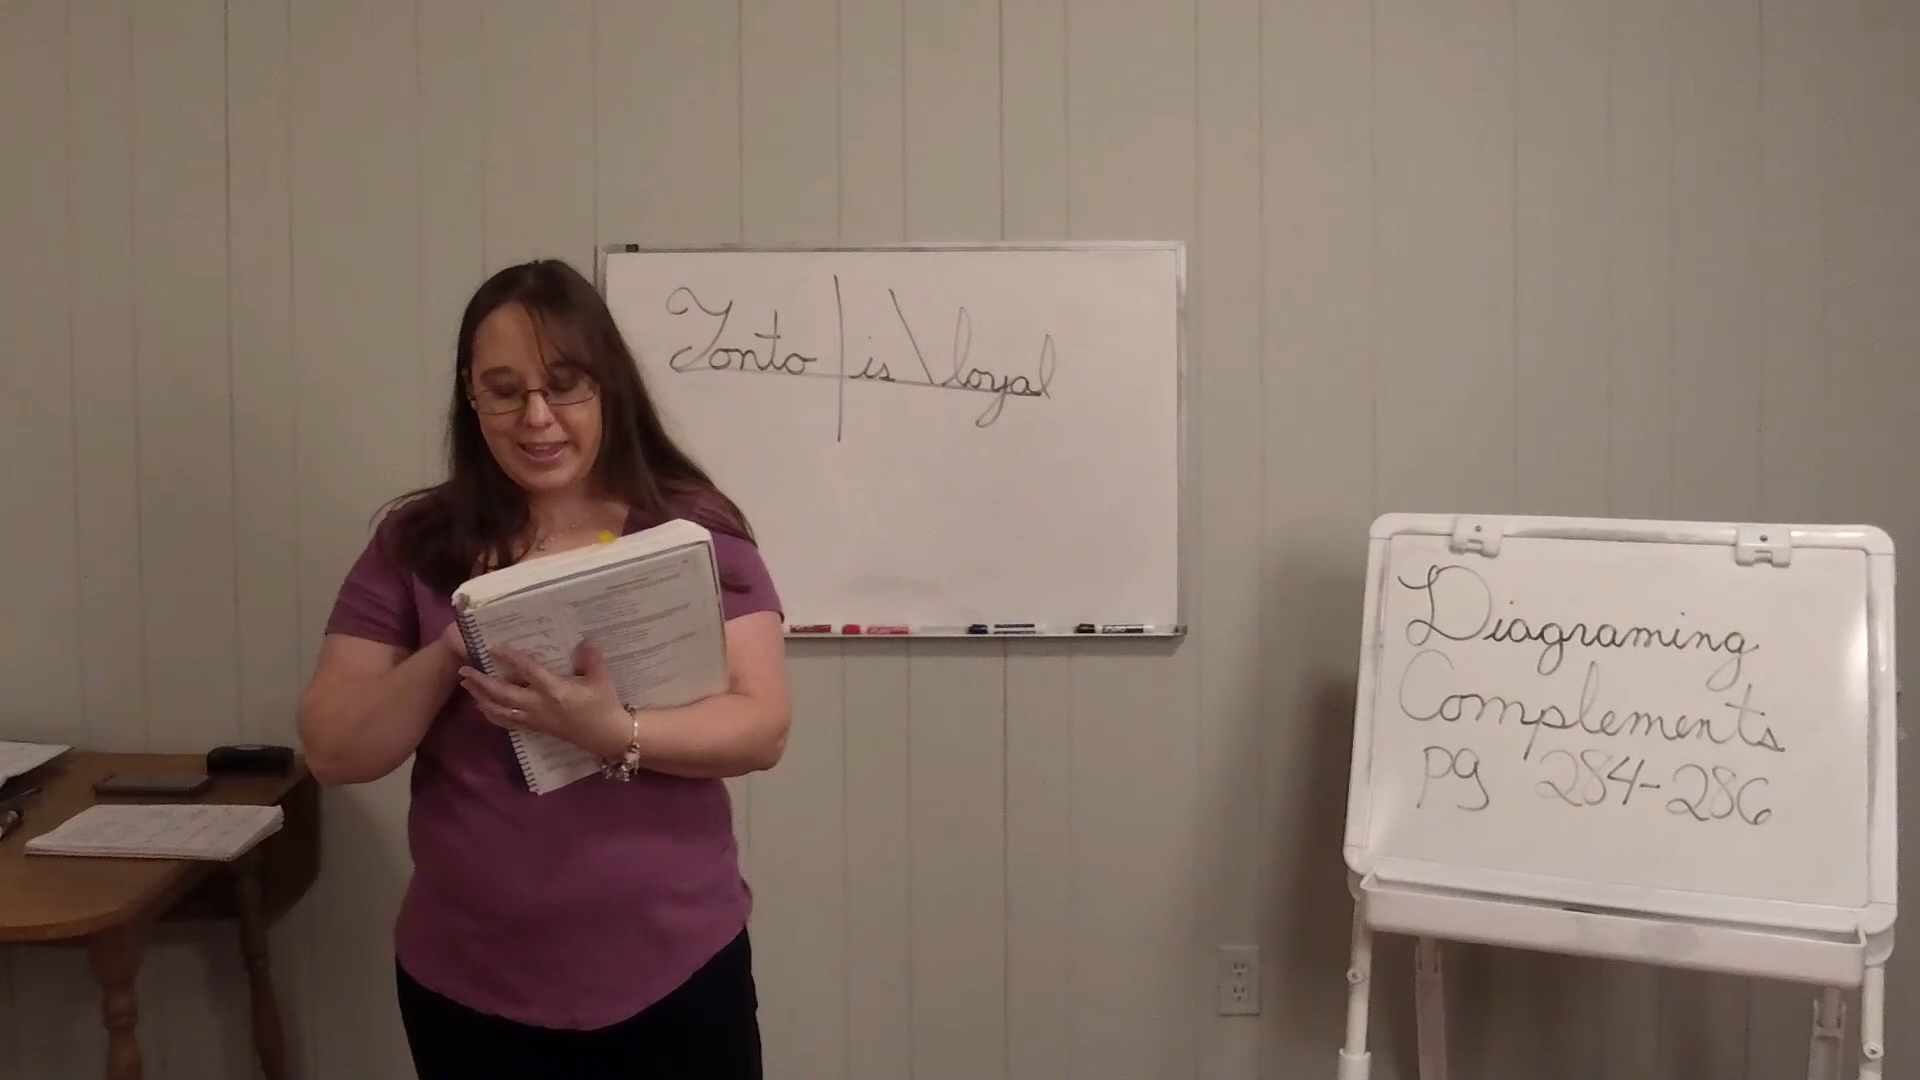 Tonto is loyal
Diagraming
Complements
pg 284-286